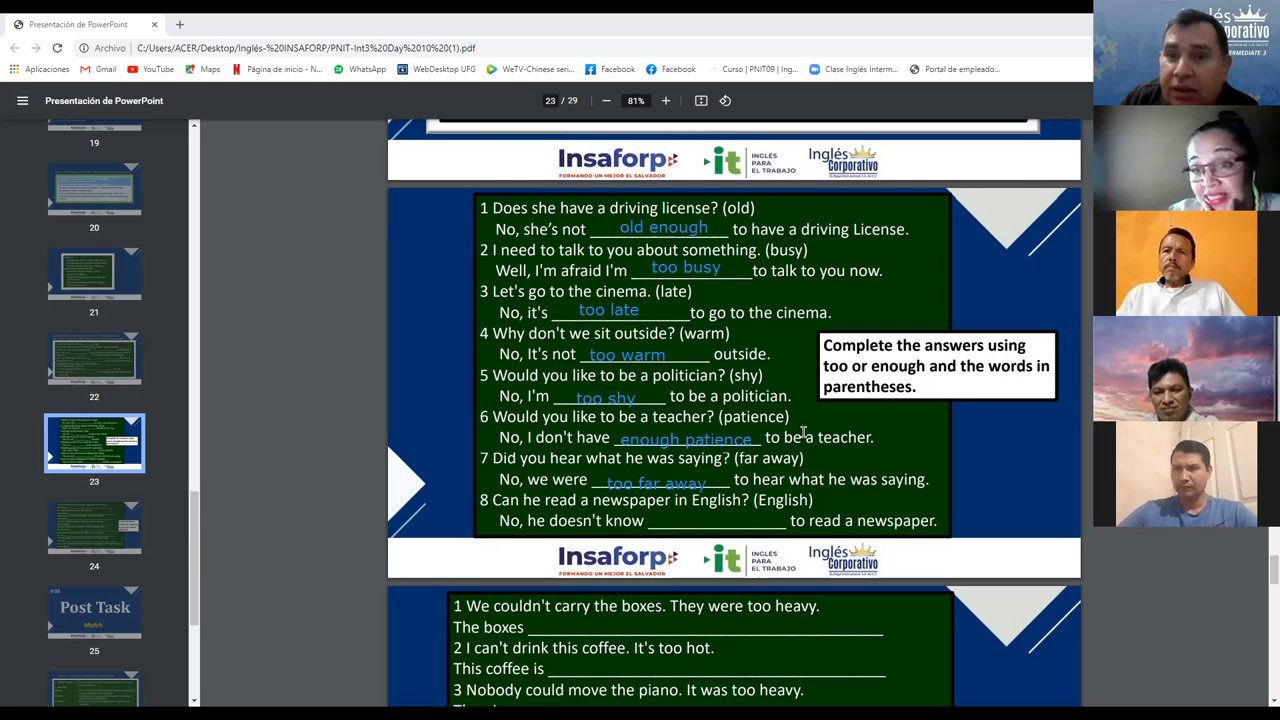 Presentación de PowerPoint
Archivo C:/Users/ACER/Desktop/Inglés-%20INSAFORP/PNIT-Int3%20Day%2010%20(1).pdf
Aplicaciones Gmail YouTube Maps Página de inicio - N... WhatsApp WebDesktop UFG WeTV-Chinese seri... Facebook Facebook Curso | PNIT09 | Ing... Clase Inglés Interm... Portal de empleado...
Presentación de PowerPoint 23 / 29 81%
19
20
21
22
23
24
Post Task
Match
25
Insaforp it INGLÉS PARA EL TRABAJO Inglés Corporativo
FORMANDO UN MEJOR EL SALVADOR
1 Does she have a driving license? (old)
No, she's not old enough to have a driving License.
2 I need to talk to you about something. (busy)
Well, I'm afraid I'm too busy to talk to you now.
3 Let's go to the cinema. (late)
No, it's too late to go to the cinema.
4 Why don't we sit outside? (warm)
No, it's not too warm outside.
5 Would you like to be a politician? (shy)
No, I'm too shy to be a politician.
6 Would you like to be a teacher? (patience)
No, I don't have enough patience to be a teacher.
7 Did you hear what he was saying? (far away)
No, we were too far away to hear what he was saying.
8 Can he read a newspaper in English? (English)
No, he doesn't know to read a newspaper.
Complete the answers using
too or enough and the words in
parentheses.
Insaforp it INGLÉS PARA EL TRABAJO Inglés Corporativo
FORMANDO UN MEJOR EL SALVADOR
1 We couldn't carry the boxes. They were too heavy.
The boxes
2 I can't drink this coffee. It's too hot.
This coffee is
3 Nobody could move the piano. It was too heavy.
Inglés
Corporativo
INTERMEDIATE 3